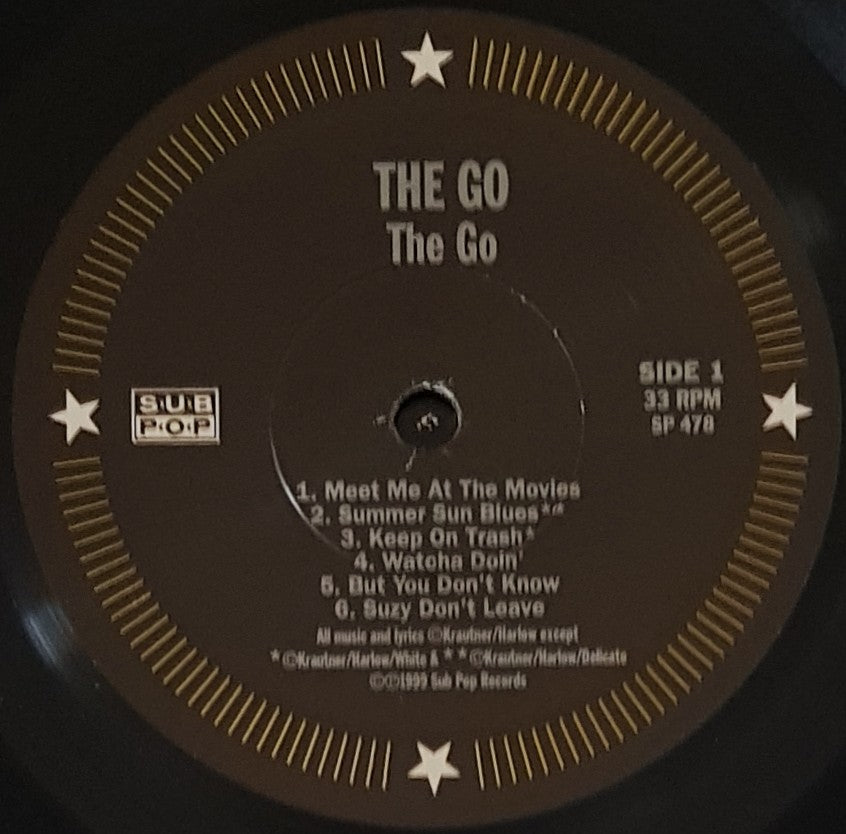 THE GO
The Go
S·U·B
P·O·P
SIDE 1
33 RPM
SP 478
1. Meet Me At The Movies
2. Summer Sun Blues**
3. Keep On Trash*
4. Watcha Doin'
5. But You Don't Know
6. Suzy Don't Leave
All music and lyrics ©Krautner/Harlow except
*©Krautner/Harlow/White & **©Krautner/Harlow/Delicato
℗©1999 Sub Pop Records